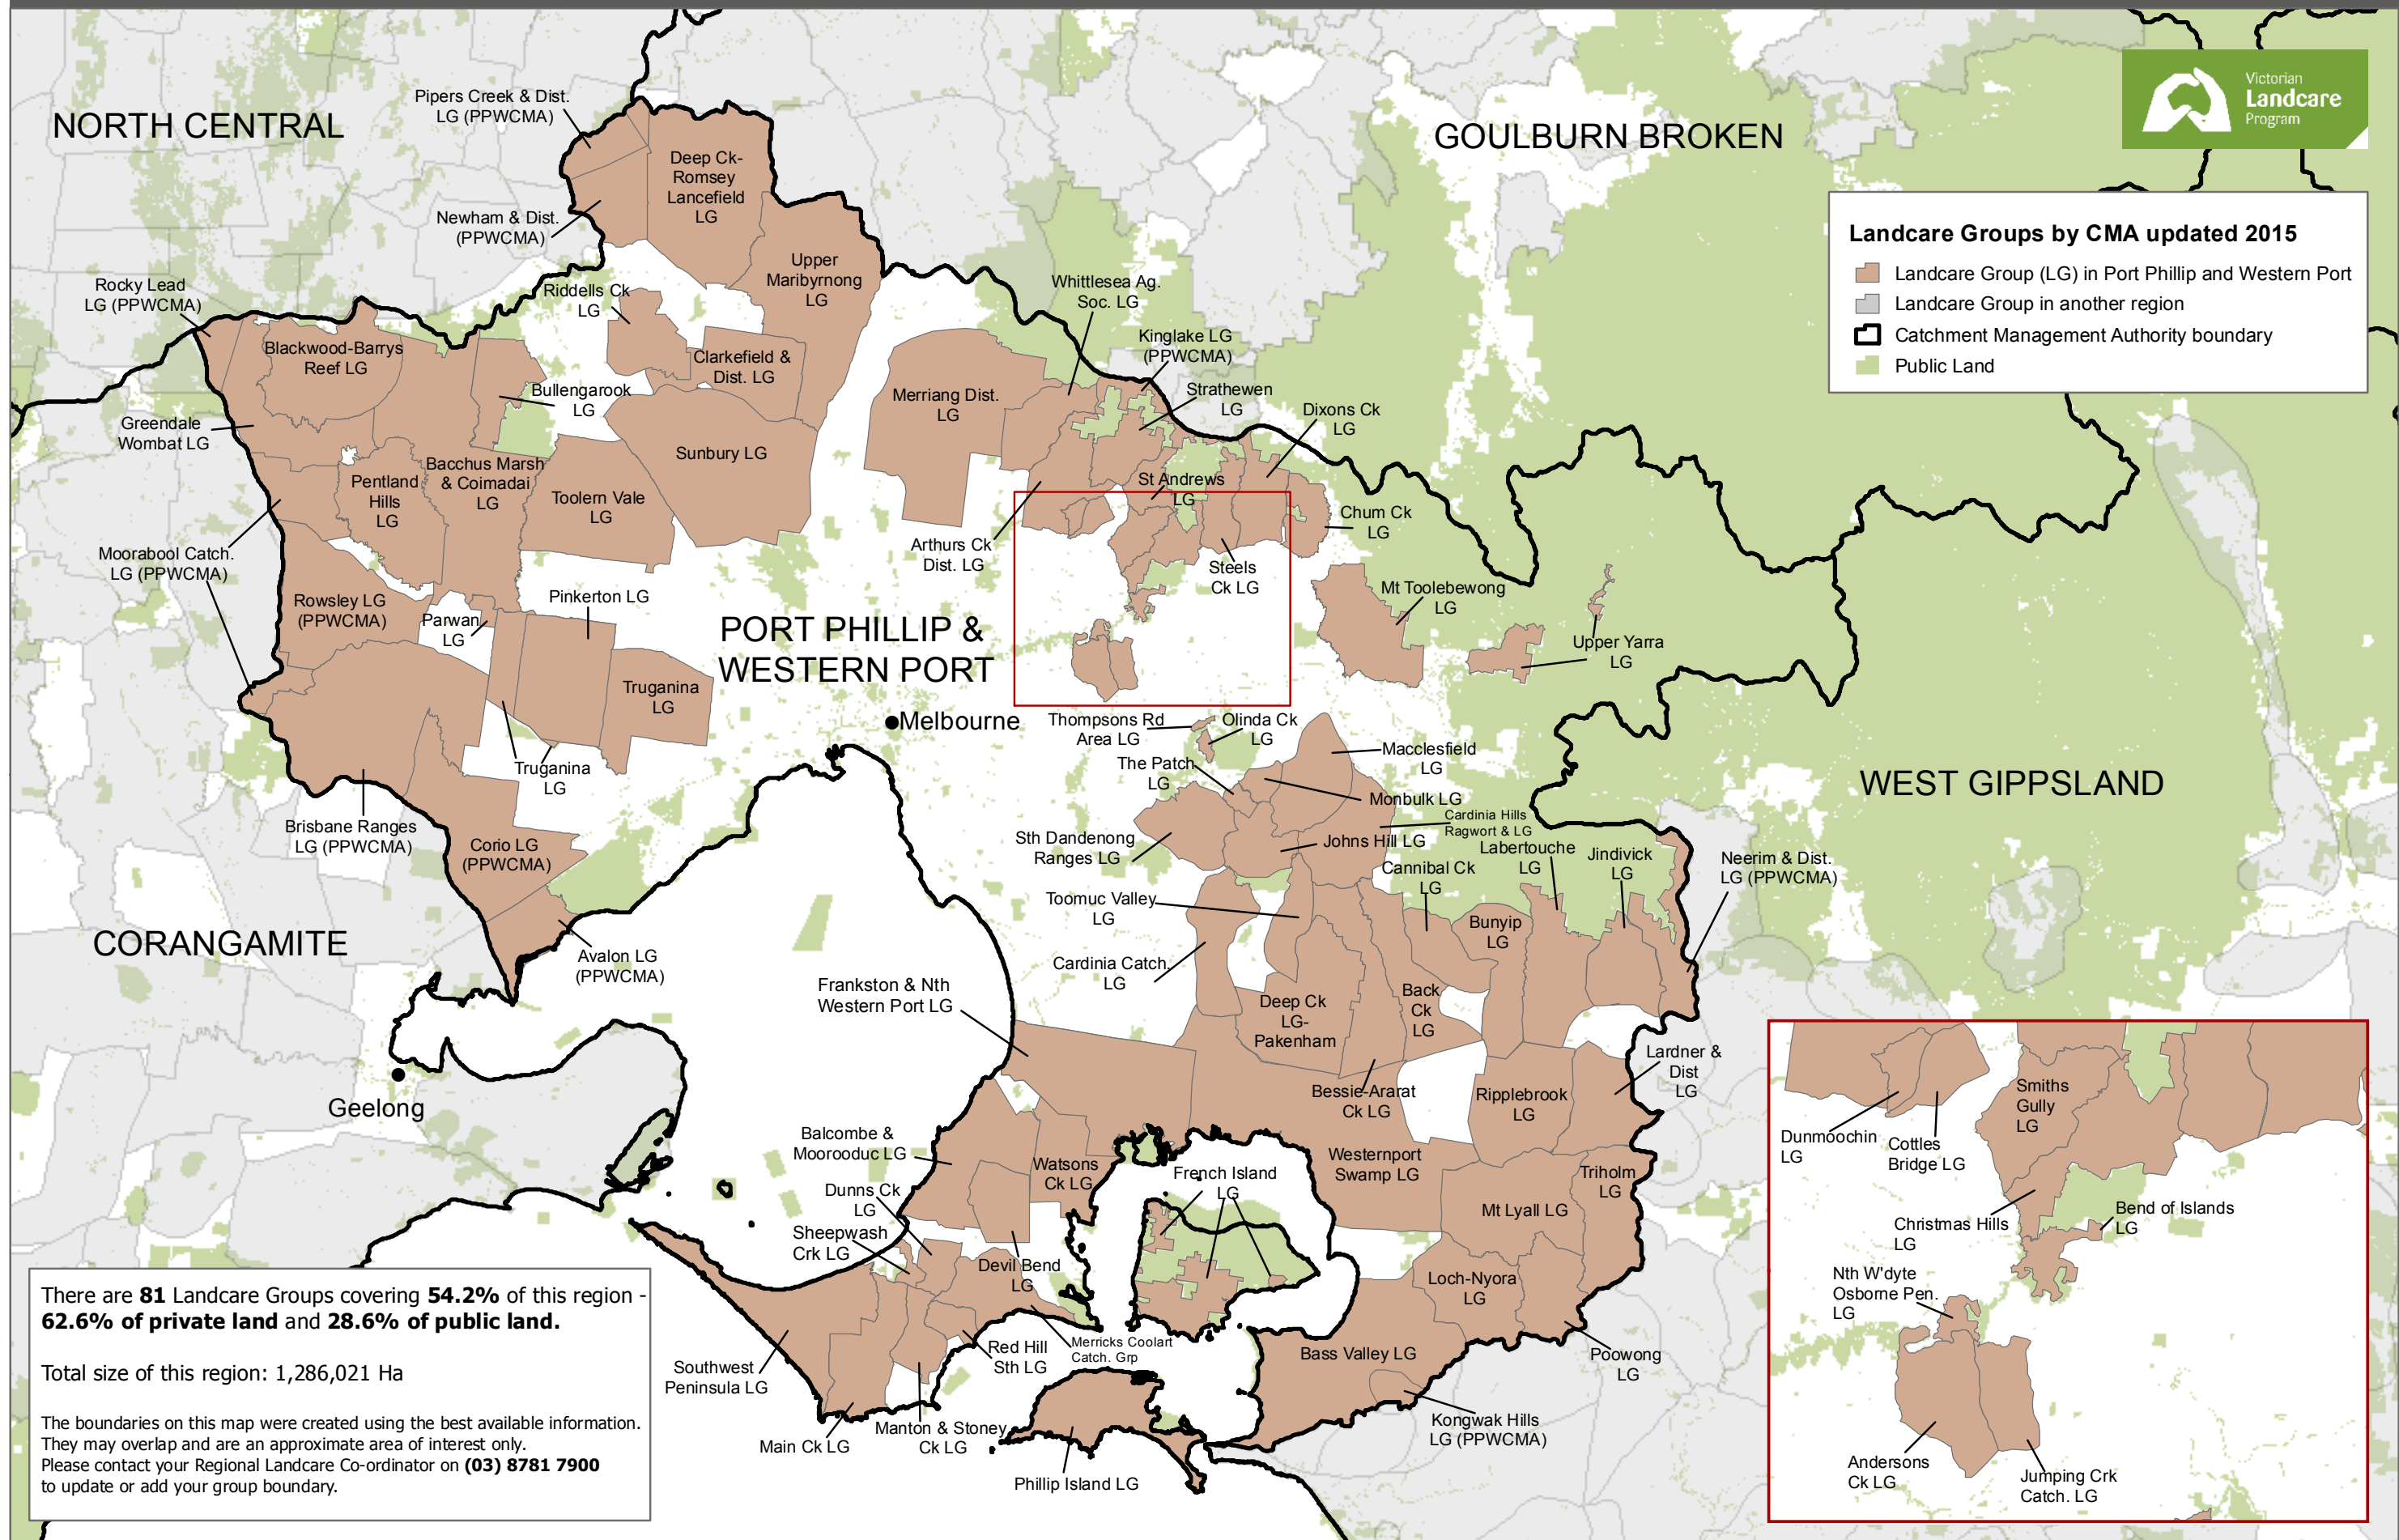 NORTH CENTRAL
Pipers Creek & Dist.
LG (PPWCMA)
Deep Ck-
Romsey
Lancefield
LG
Newham & Dist.
(PPWCMA)
Upper
Maribyrnong
LG
GOULBURN BROKEN
Victorian
Landcare
Program
Landcare Groups by CMA updated 2015
Landcare Group (LG) in Port Phillip and Western Port
Landcare Group in another region
Catchment Management Authority boundary
Public Land
Rocky Lead
LG (PPWCMA)
Riddells Ck
LG
Blackwood-Barrys
Reef LG
Clarkefield &
Dist. LG
Bullengarook
LG
Greendale
Wombat LG
Whittlesea Ag.
Soc. LG
Kinglake LG
(PPWCMA)
Strathewen
LG
Merriang Dist.
LG
Dixons Ck
LG
Sunbury LG
Bacchus Marsh
& Coimadai
LG
Pentland
Hills
LG
Toolern Vale
LG
St Andrews
LG
Chum Ck
LG
Arthurs Ck
Dist. LG
Steels
Ck LG
Moorabool Catch.
LG (PPWCMA)
Rowsley LG
(PPWCMA)
Parwan
LG
Pinkerton LG
PORT PHILLIP &
WESTERN PORT
Mt Toolebewong
LG
Upper Yarra
LG
Truganina
LG
Melbourne
Thompsons Rd
Area LG
Olinda Ck
LG
Truganina
LG
The Patch
LG
Macclesfield
LG
Monbulk LG
WEST GIPPSLAND
Brisbane Ranges
LG (PPWCMA)
Corio LG
(PPWCMA)
Sth Dandenong
Ranges LG
Cardinia Hills
Ragwort & LG
Johns Hill LG
Labertouche
LG
Jindivick
LG
Cannibal Ck
LG
Neerim & Dist.
LG (PPWCMA)
Toomuc Valley
LG
Bunyip
LG
CORANGAMITE
Avalon LG
(PPWCMA)
Cardinia Catch.
LG
Frankston & Nth
Western Port LG
Deep Ck
LG-
Pakenham
Back
Ck
LG
Geelong
Bessie-Ararat
Ck LG
Ripplebrook
LG
Lardner &
Dist
LG
Balcombe &
Moorooduc LG
Watsons
Ck LG
French Island
LG
Westernport
Swamp LG
Triholm
LG
Dunns Ck
LG
Sheepwash
Crk LG
Mt Lyall LG
Devil Bend
LG
Loch-Nyora
LG
Merricks Coolart
Catch. Grp
Red Hill
Sth LG
Bass Valley LG
Poowong
LG
Southwest
Peninsula LG
Main Ck LG
Manton & Stoney
Ck LG
Kongwak Hills
LG (PPWCMA)
Phillip Island LG
There are 81 Landcare Groups covering 54.2% of this region -
62.6% of private land and 28.6% of public land.
Total size of this region: 1,286,021 Ha
The boundaries on this map were created using the best available information.
They may overlap and are an approximate area of interest only.
Please contact your Regional Landcare Co-ordinator on (03) 8781 7900
to update or add your group boundary.
Smiths
Gully
LG
Dunmoochin
LG
Cottles
Bridge LG
Christmas Hills
LG
Bend of Islands
LG
Nth W'dyte
Osborne Pen.
LG
Andersons
Ck LG
Jumping Crk
Catch. LG